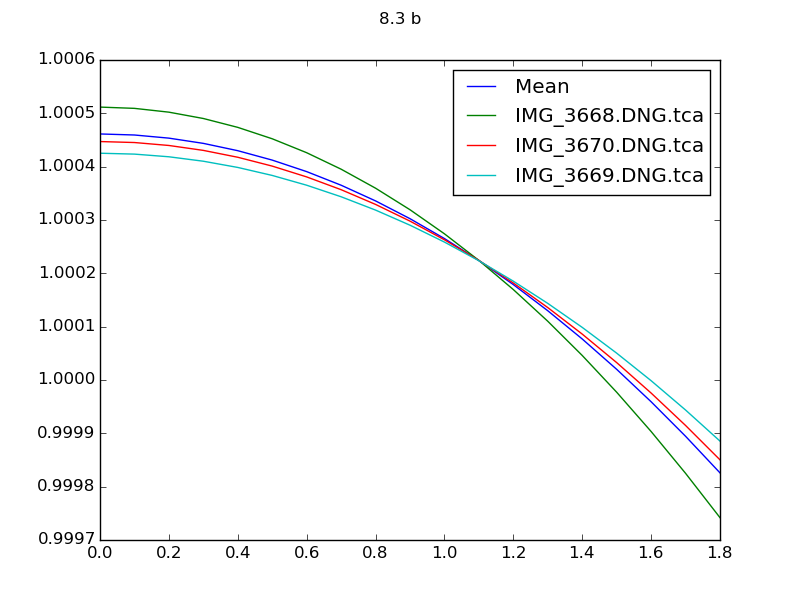 8.3 b
1.0006
1.0005
1.0004
1.0003
1.0002
1.0001
1.0000
0.9999
0.9998
0.9997
Mean
IMG_3668.DNG.tca
IMG_3670.DNG.tca
IMG_3669.DNG.tca
0.0 0.2 0.4 0.6 0.8 1.0 1.2 1.4 1.6 1.8